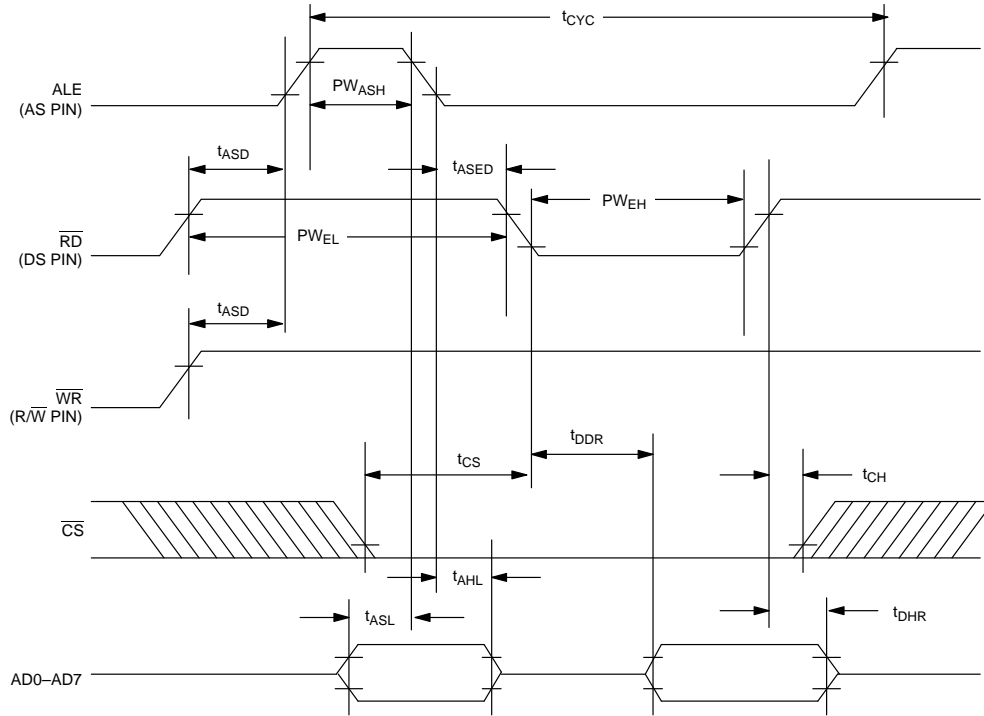 tCYC
ALE
(AS PIN)
PWASH
tASD
tASED
PWEH
RD
(DS PIN)
PWEL
tASD
WR
(R/W PIN)
tDDR
tCS
tCH
CS
tAHL
tASL
tDHR
AD0–AD7